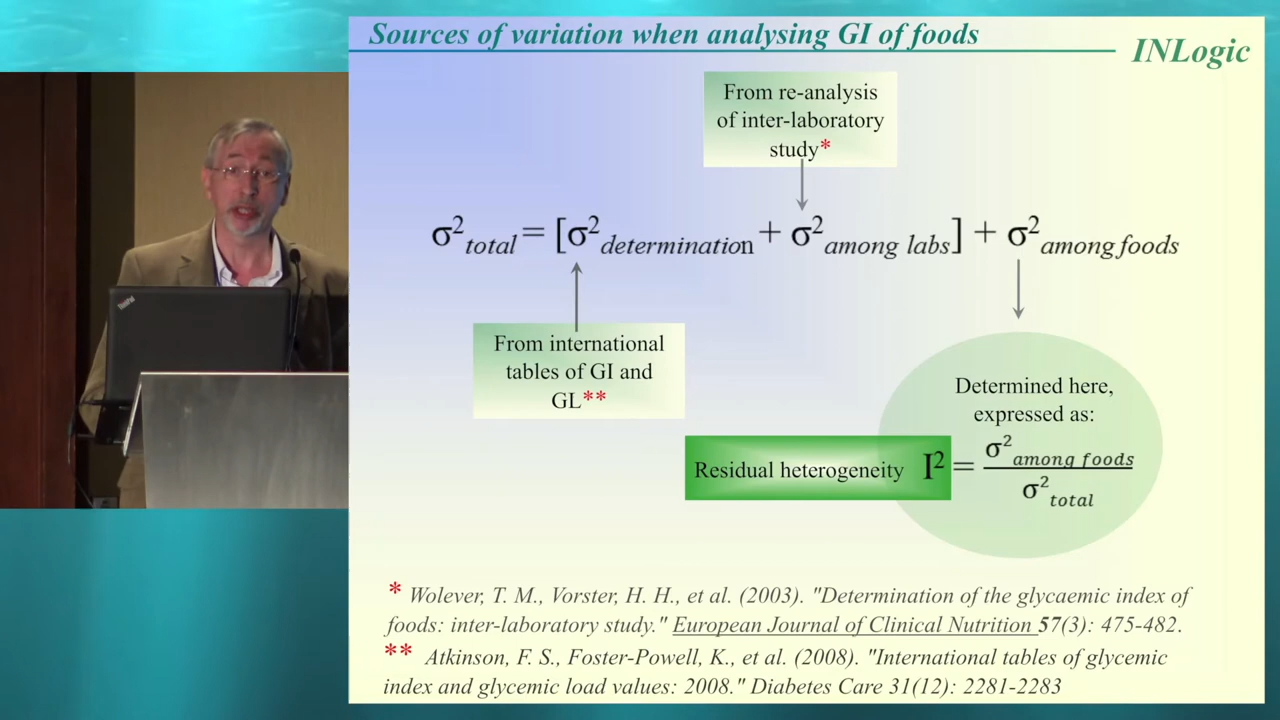 Sources of variation when analysing GI of foods
INLogic
From re-analysis
of inter-laboratory
study*
σ²total = [σ²determination + σ²among labs] + σ²among foods
From international
tables of GI and
GL**
Determined here,
expressed as:
Residual heterogeneity I² = σ²among foods
σ²total
* Wolever, T. M., Vorster, H. H., et al. (2003). "Determination of the glycaemic index of
foods: inter-laboratory study." European Journal of Clinical Nutrition 57(3): 475-482.
** Atkinson, F. S., Foster-Powell, K., et al. (2008). "International tables of glycemic
index and glycemic load values: 2008." Diabetes Care 31(12): 2281-2283
ThinkPad